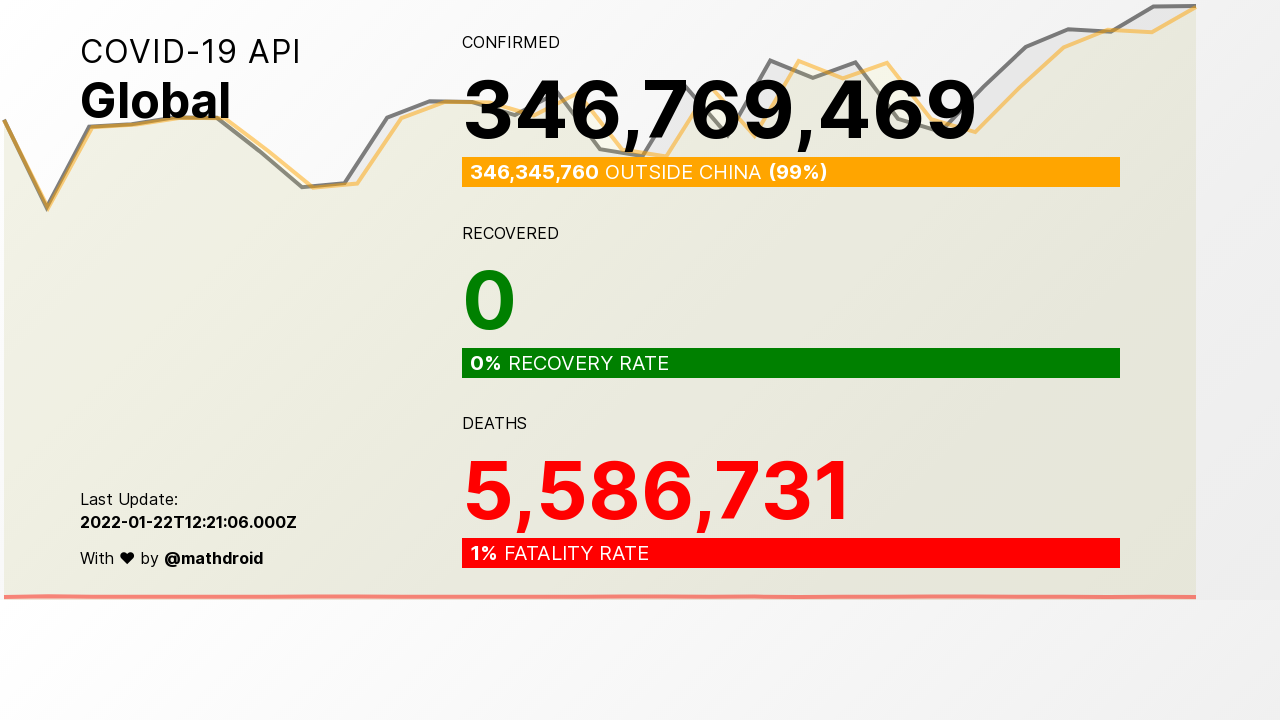 COVID-19 API
Global
CONFIRMED
346,769,469
346,345,760 OUTSIDE CHINA (99%)
RECOVERED
0
0% RECOVERY RATE
DEATHS
5,586,731
1% FATALITY RATE
Last Update:
2022-01-22T12:21:06.000Z
With ♥ by @mathdroid